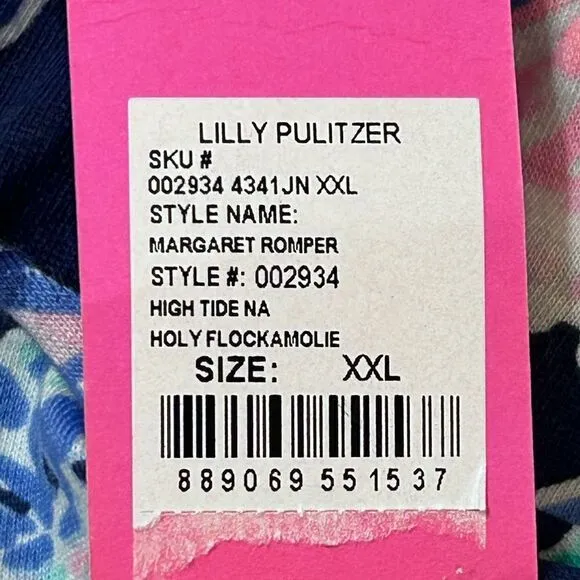 LILLY PULITZER
SKU #
002934 4341JN XXL
STYLE NAME:
MARGARET ROMPER
STYLE #: 002934
HIGH TIDE NA
HOLY FLOCKAMOLIE
SIZE: XXL
889069 551537